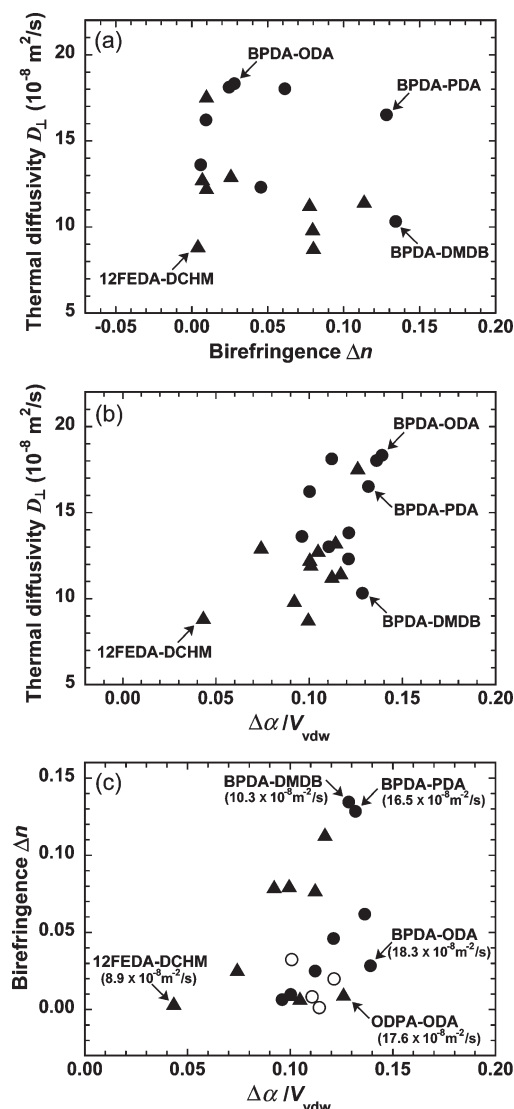 (a)
Thermal diffusivity D⊥ (10⁻⁸ m²/s)
20
15
10
5
-0.05 0.00 0.05 0.10 0.15 0.20
Birefringence Δn
BPDA-ODA
BPDA-PDA
BPDA-DMDB
12FEDA-DCHM
(b)
Thermal diffusivity D⊥ (10⁻⁸ m²/s)
20
15
10
5
0.00 0.05 0.10 0.15 0.20
Δα/Vvdw
BPDA-ODA
BPDA-PDA
BPDA-DMDB
12FEDA-DCHM
(c)
Birefringence Δn
0.15
0.10
0.05
0.00
0.00 0.05 0.10 0.15 0.20
Δα/Vvdw
BPDA-DMDB
(10.3 x 10⁻⁸m⁻²/s)
BPDA-PDA
(16.5 x 10⁻⁸m⁻²/s)
BPDA-ODA
(18.3 x 10⁻⁸m⁻²/s)
12FEDA-DCHM
(8.9 x 10⁻⁸m⁻²/s)
ODPA-ODA
(17.6 x 10⁻⁸m⁻²/s)